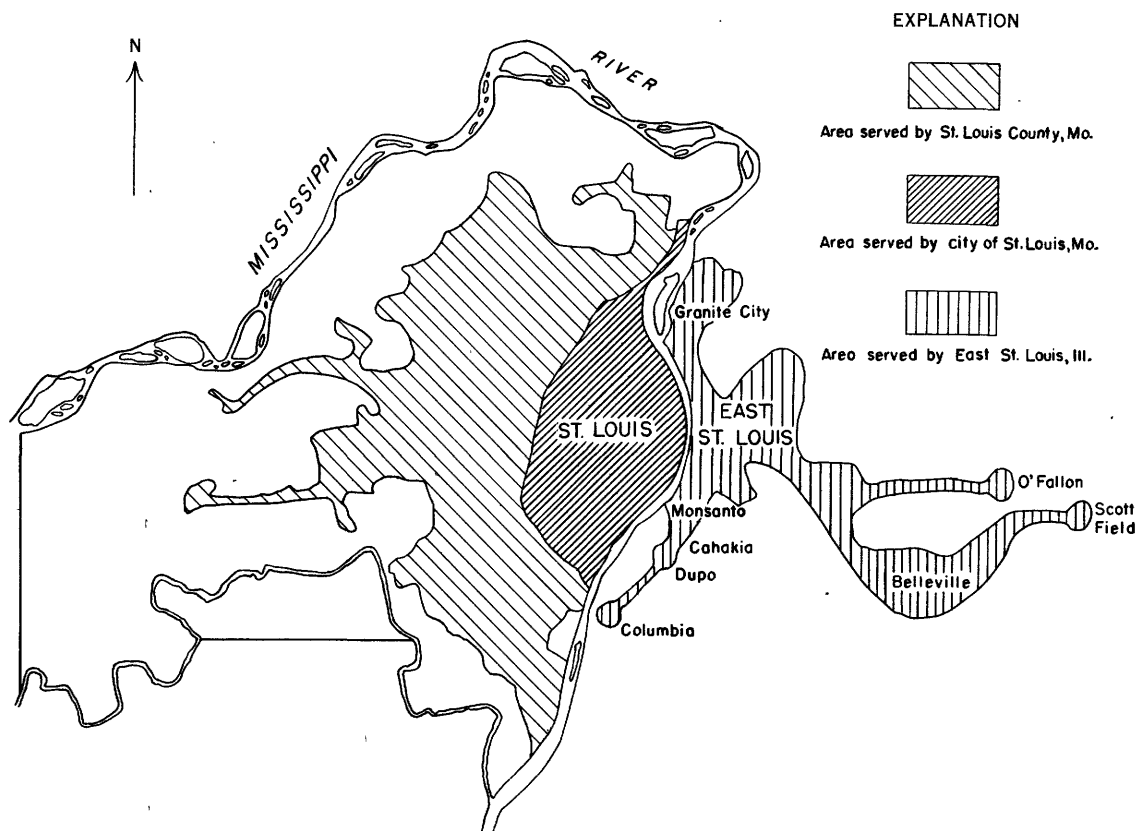 EXPLANATION
N
RIVER
Area served by St. Louis County, Mo.
MISSISSIPPI
Area served by city of St. Louis, Mo.
Granite City
Area served by East St. Louis, Ill.
EAST
ST. LOUIS
ST. LOUIS
O'Fallon
Monsanto
Scott
Field
Cahakia
Dupo
Belleville
Columbia